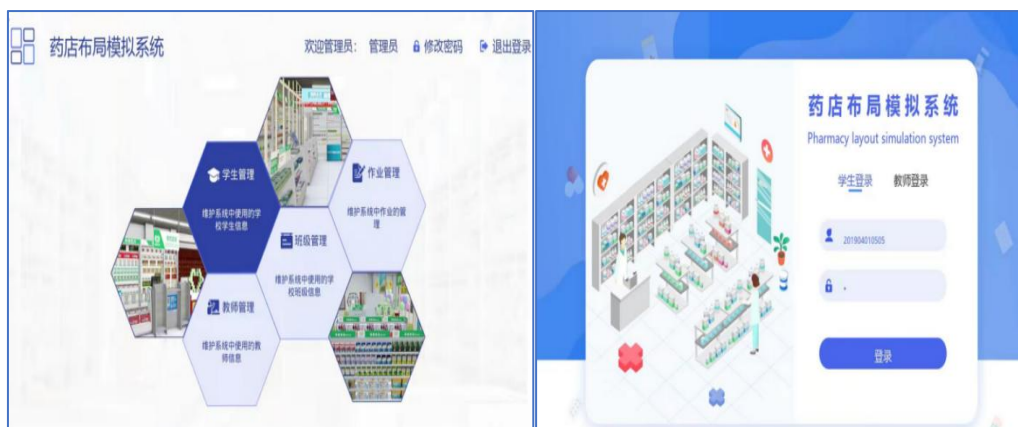 药店布局模拟系统
欢迎管理员： 管理员 修改密码 退出登录
学生管理
维护系统中使用的学
校学生信息
作业管理
维护系统中作业的管
理
班级管理
维护系统中使用的学
校班级信息
教师管理
维护系统中使用的教
师信息
药店布局模拟系统
Pharmacy layout simulation system
学生登录 教师登录
201904010505
登录